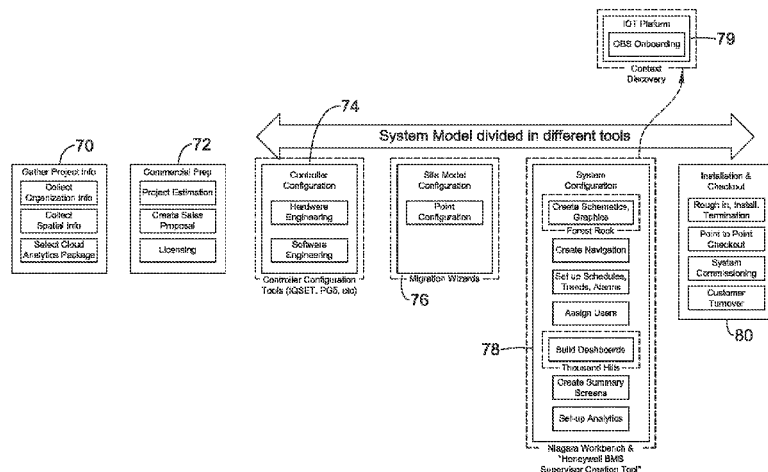 IOT Platform
OBS Onboarding
Context
Discovery
79
System Model divided in different tools
70
Gather Project Info
Collect
Organization Info
Collect
Spatial Info
Select Cloud
Analytics Package
72
Commercial Prep
Project Estimation
Create Sales
Proposal
Licensing
74
Controller
Configuration
Hardware
Engineering
Software
Engineering
Controller Configuration
Tools (IQSET, PG5, etc)
Site Model
Configuration
Point
Configuration
76
Migration Wizards
System
Configuration
Create Schematics,
Graphics
Forest Rock
Create Navigation
Set up Schedules,
Trends, Alarms
Assign Users
78
Build Dashboards
Thousand Hills
Create Summary
Screens
Set-up Analytics
Niagara Workbench &
"Honeywell BMS
Supervisor Creation Tool"
Installation &
Checkout
Rough in, Install,
Termination
Point to Point
Checkout
System
Commissioning
Customer
Turnover
80